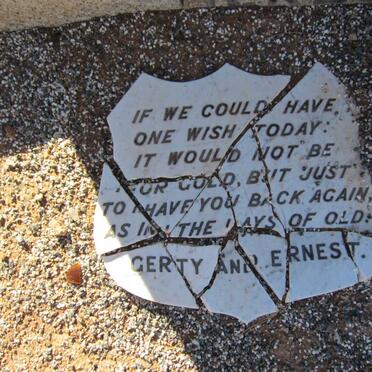 IF WE COULD HAVE
ONE WISH TODAY.
IT WOULD NOT BE
FOR GOLD, BUT JUST
TO HAVE YOU BACK AGAIN
AS IN THE DAYS OF OLD.
GERTY AND ERNEST.